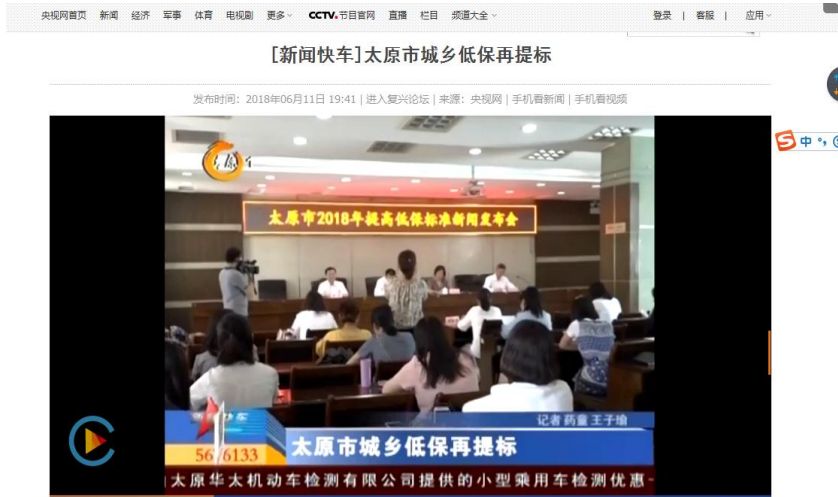 央视网首页 新闻 经济 军事 体育 电视剧 更多 CCTV.节目官网 直播 栏目 频道大全 登录 | 客服 | 应用
[新闻快车]太原市城乡低保再提标
发布时间：2018年06月11日 19:41 | 进入复兴论坛 | 来源：央视网 | 手机看新闻 | 手机看视频
中
太原市2018年提高低保标准新闻发布会
记者 药童 王子瑜
太原市城乡低保再提标
太原华太机动车检测有限公司提供的小型乘用车检测优惠